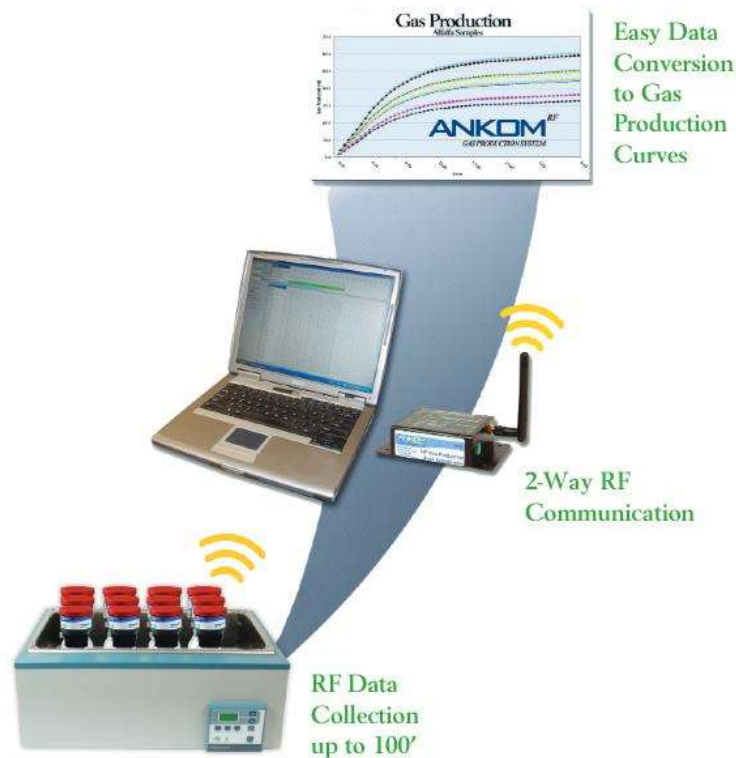 Gas Production
Alfalfa Samples
Easy Data
Conversion
to Gas
Production
Curves
ANKOM RF
GAS PRODUCTION SYSTEM
ANKOM
2-Way RF
Communication
RF Data
Collection
up to 100'